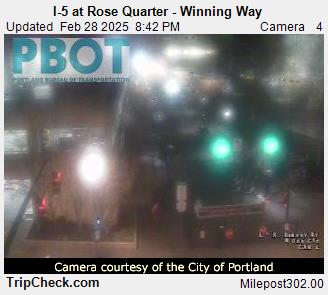 I-5 at Rose Quarter - Winning Way
Updated Feb 28 2025 8:42 PM Camera 4
PBOT
PORTLAND BUREAU OF TRANSPORTATION
Camera courtesy of the City of Portland
TripCheck.com Milepost302.00